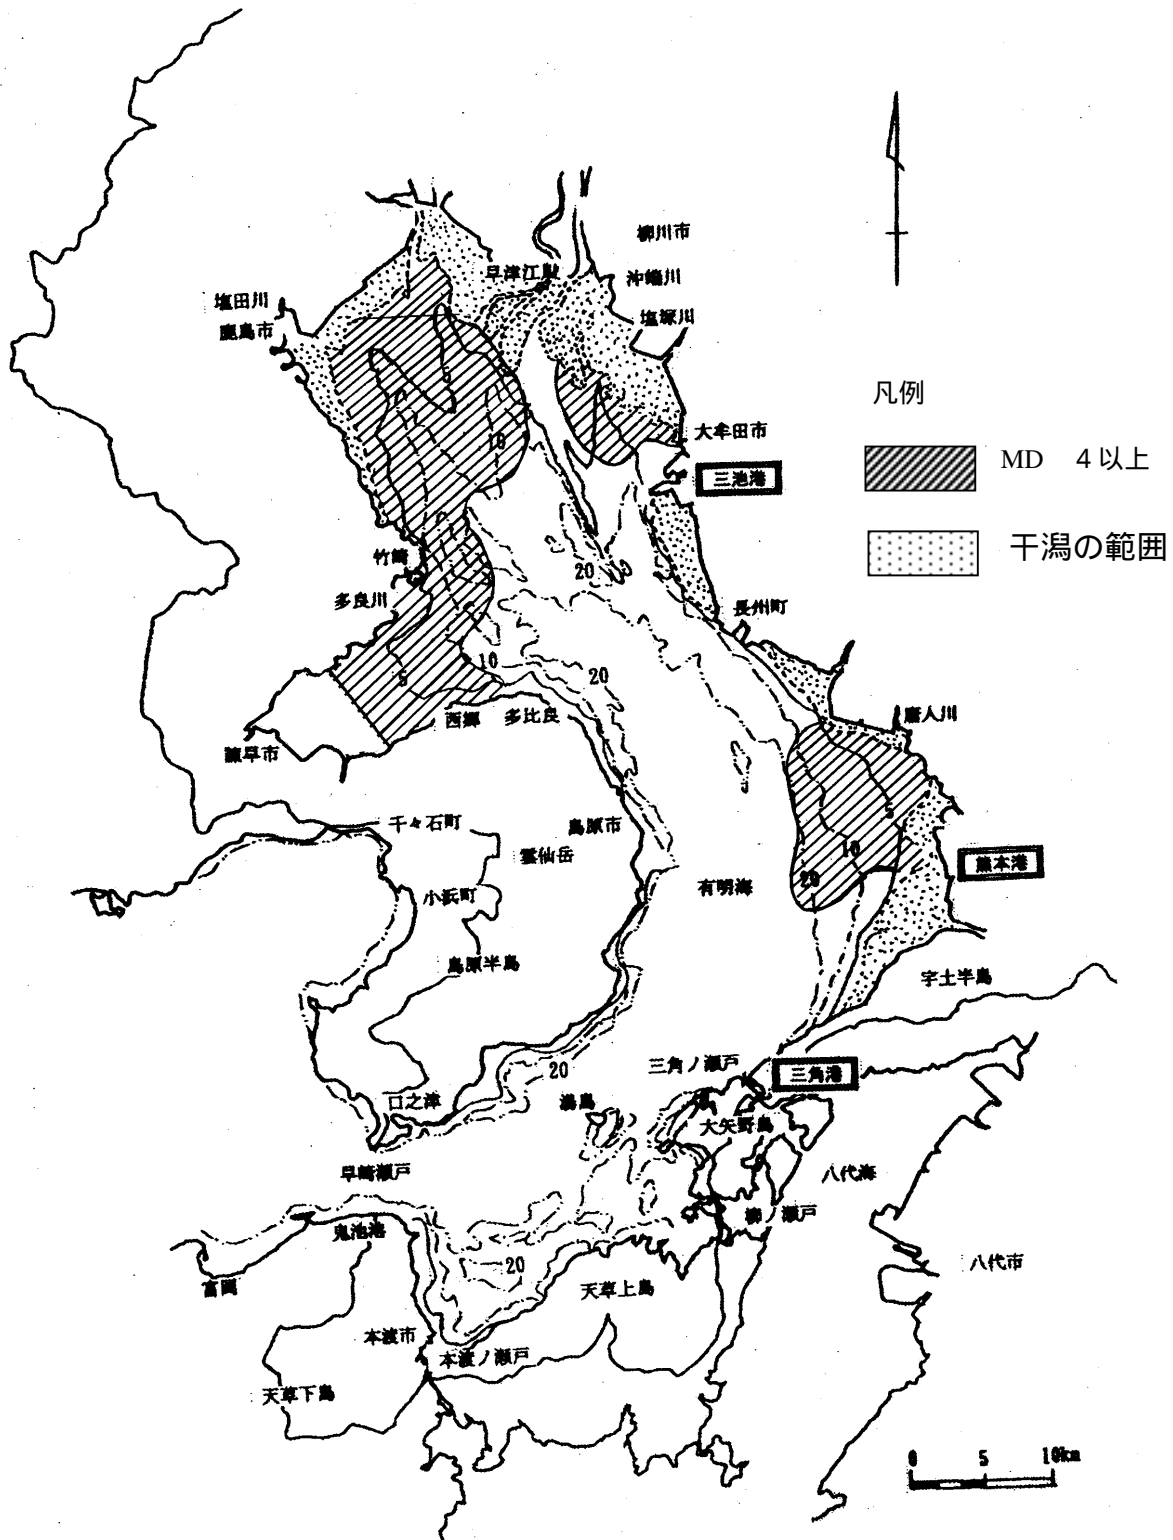 柳川市
早津江川
沖端川
塩田川
塩塚川
鹿島市
凡例
大牟田市
MD 4以上
10
三池港
干潟の範囲
竹崎
20
多良川
長州町
10
20
5
西郷 多比良
唐人川
諫早市
5
千々石町
島原市
雲仙岳
10
熊本港
20
有明海
小浜町
島原半島
宇土半島
20
三角ノ瀬戸
三角港
口之津
湯島
大矢野島
早崎瀬戸
八代海
柳ノ瀬戸
鬼池港
20
富岡
天草上島
八代市
本渡市
本渡ノ瀬戸
天草下島
0 5 10km